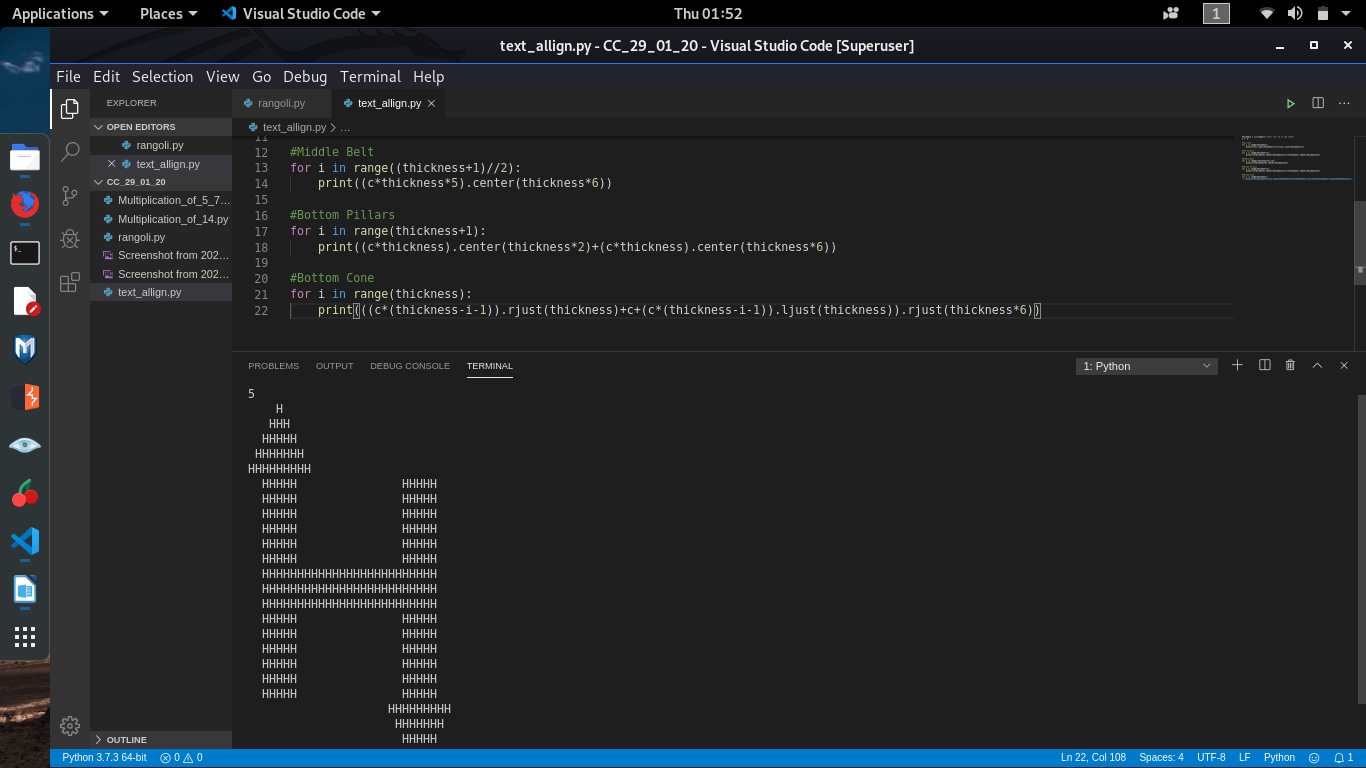 Applications Places Visual Studio Code Thu 01:52 1
text_allign.py - CC_29_01_20 - Visual Studio Code [Superuser]
File Edit Selection View Go Debug Terminal Help
EXPLORER
OPEN EDITORS
rangoli.py
text_allign.py
CC_29_01_20
Multiplication_of_5_7...
Multiplication_of_14.py
rangoli.py
Screenshot from 202...
Screenshot from 202...
text_allign.py
OUTLINE
rangoli.py text_allign.py
text_allign.py > ...
11
12 #Middle Belt
13 for i in range((thickness+1)//2):
14     print((c*thickness*5).center(thickness*6))
15
16 #Bottom Pillars
17 for i in range(thickness+1):
18     print((c*thickness).center(thickness*2)+(c*thickness).center(thickness*6))
19
20 #Bottom Cone
21 for i in range(thickness):
22     print(((c*(thickness-i-1)).rjust(thickness)+c+(c*(thickness-i-1)).ljust(thickness)).rjust(thickness*6))
PROBLEMS OUTPUT DEBUG CONSOLE TERMINAL 1: Python
5
    H
   HHH
  HHHHH
 HHHHHHH
HHHHHHHHH
  HHHHH               HHHHH
  HHHHH               HHHHH
  HHHHH               HHHHH
  HHHHH               HHHHH
  HHHHH               HHHHH
  HHHHH               HHHHH
  HHHHHHHHHHHHHHHHHHHHHHHHH
  HHHHHHHHHHHHHHHHHHHHHHHHH
  HHHHHHHHHHHHHHHHHHHHHHHHH
  HHHHH               HHHHH
  HHHHH               HHHHH
  HHHHH               HHHHH
  HHHHH               HHHHH
  HHHHH               HHHHH
  HHHHH               HHHHH
                    HHHHHHHHH
                     HHHHHHH
                      HHHHH
Python 3.7.3 64-bit 0 0 Ln 22, Col 108 Spaces: 4 UTF-8 LF Python 1